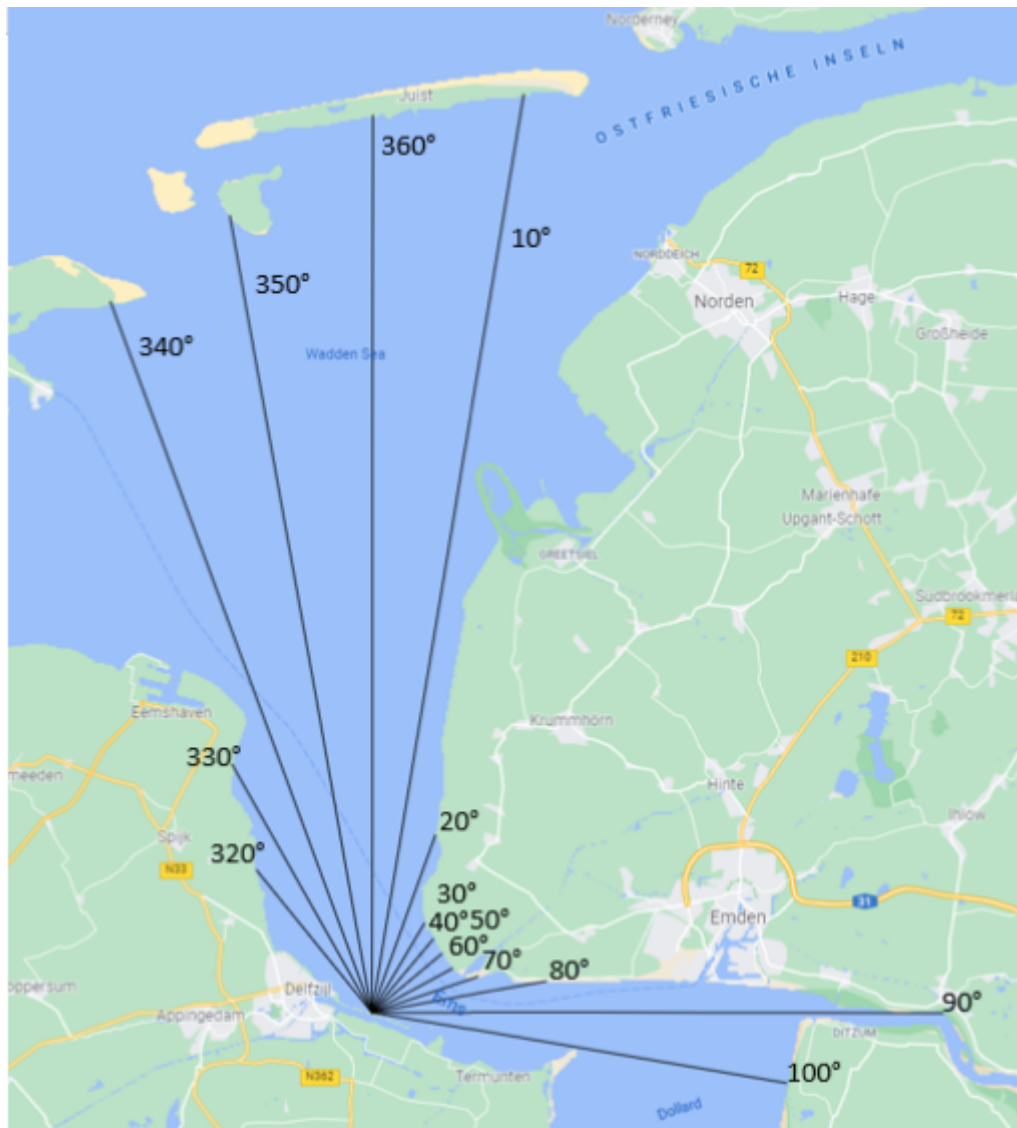 Norderney
OSTFRIESISCHE INSELN
Juist
360°
10°
350°
NORDDEICH
72
Norden
Hage
Großheide
340°
Wadden Sea
Marienhafe
Upgant-Schott
GREETSIEL
Südbrookmerla
72
210
Eemshaven
Krummhörn
330°
meeden
Hinte
Ihlow
20°
Spijk
320°
N33
30°
31
40°
50°
Emden
60°
70°
80°
oppersum
Delfzijl
Ems
90°
Appingedam
DITZUM
N362
Termunten
100°
Dollard